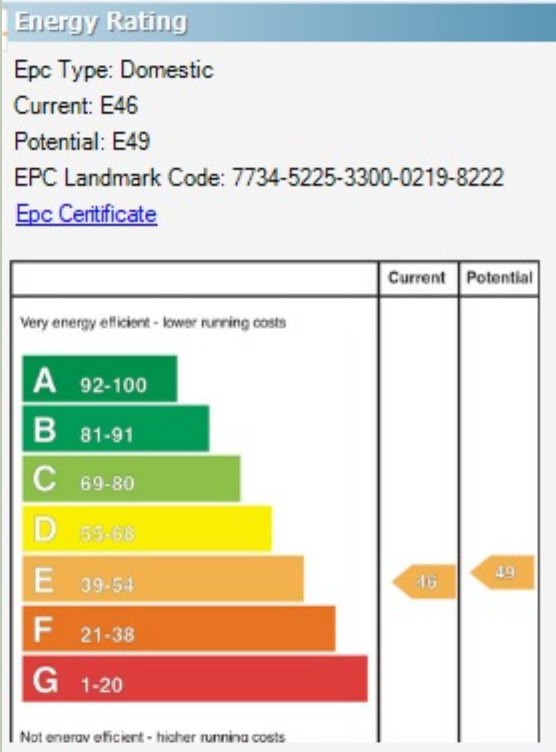 Energy Rating
Epc Type: Domestic
Current: E46
Potential: E49
EPC Landmark Code: 7734-5225-3300-0219-8222
Epc Ceritificate
Current Potential
Very energy efficient - lower running costs
A 92-100
B 81-91
C 69-80
D 55-68
E 39-54 46 49
F 21-38
G 1-20
Not energy efficient - higher running costs